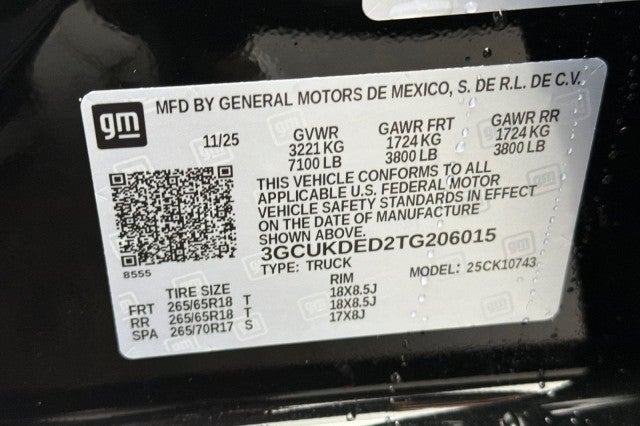 gm
MFD BY GENERAL MOTORS DE MEXICO, S. DE R.L. DE C.V.
11/25 GVWR GAWR FRT GAWR RR
3221 KG 1724 KG 1724 KG
7100 LB 3800 LB 3800 LB
THIS VEHICLE CONFORMS TO ALL
APPLICABLE U.S. FEDERAL MOTOR
VEHICLE SAFETY STANDARDS IN EFFECT
ON THE DATE OF MANUFACTURE
SHOWN ABOVE.
3GCUKDED2TG206015
8555 TYPE: TRUCK MODEL: 25CK10743
TIRE SIZE RIM
FRT 265/65R18 T 18X8.5J
RR 265/65R18 T 18X8.5J
SPA 265/70R17 S 17X8J